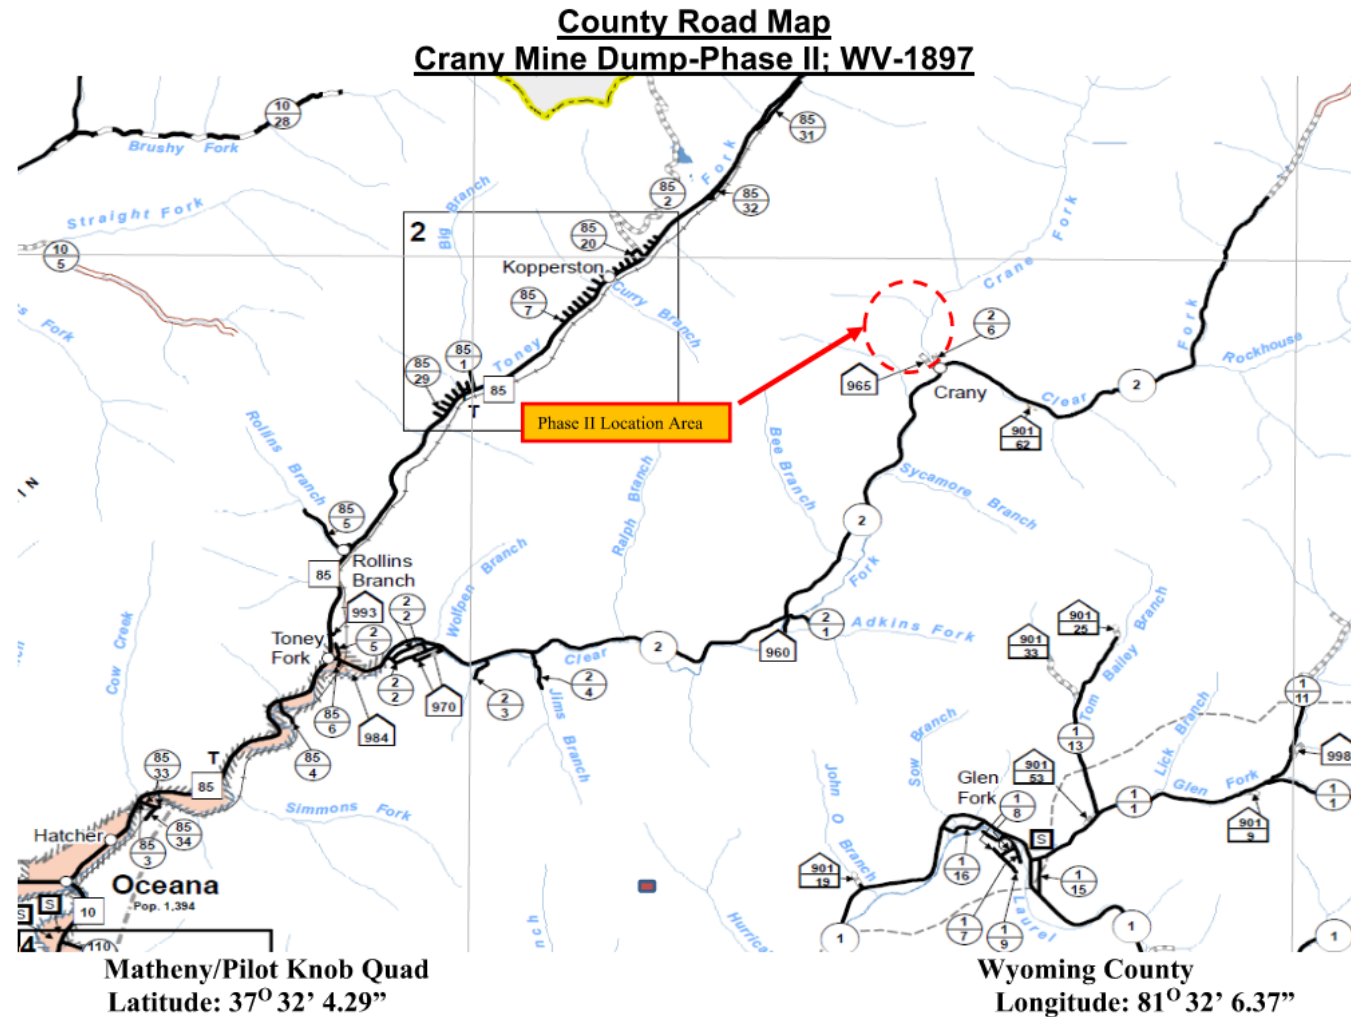 County Road Map
Crany Mine Dump-Phase II; WV-1897
10
28
85
31
Brushy Fork
Fork
85
2
85
32
Big Branch
Straight Fork
Fork
Crane
2
85
20
10
5
Kopperston
Curry Branch
85
7
2
6
Fork
Rockhouse
s Fork
85
1
Toney
85
29
85
T
965
Crany
Clear
2
Phase II Location Area
901
62
Rollins Branch
Bee Branch
Ralph Branch
Sycamore Branch
IN
85
5
2
Rollins
Branch
85
Wolfpen Branch
Fork
993
2
2
2
5
2
1
Adkins Fork
901
25
Toney
Fork
Clear
2
960
901
33
Tom Bailey Branch
Cow Creek
2
2
970
2
3
2
4
Jims Branch
1
11
85
6
984
Sow Branch
1
13
Lick Branch
998
T
85
4
85
33
85
John O Branch
Glen
Fork
901
53
Glen Fork
1
1
1
1
1
8
Simmons Fork
S
901
9
Hatcher
85
34
85
3
901
19
1
16
1
15
Oceana
Pop. 1,394
S
S
10
nch
Hurrica
1
7
1
9
Laurel
1
1
1
4
110
Matheny/Pilot Knob Quad
Wyoming County
Latitude: 37O 32’ 4.29”
Longitude: 81O 32’ 6.37”